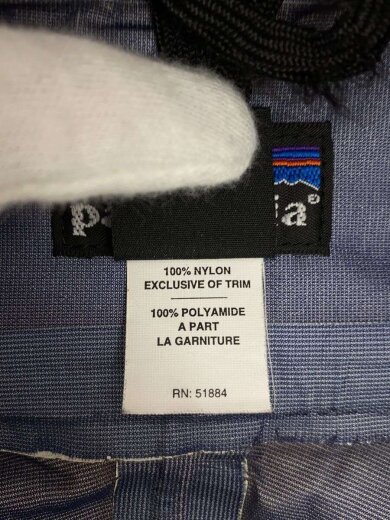 pa ia®
100% NYLON
EXCLUSIVE OF TRIM
100% POLYAMIDE
A PART
LA GARNITURE
RN: 51884